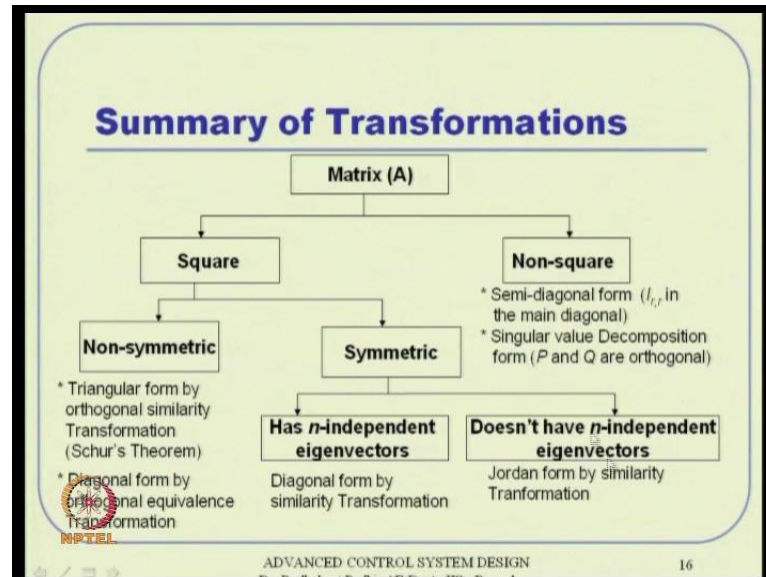 Summary of Transformations
Matrix (A)
Square
Non-square
* Semi-diagonal form (I_{r,r} in
the main diagonal)
* Singular value Decomposition
form (P and Q are orthogonal)
Non-symmetric
Symmetric
* Triangular form by
orthogonal similarity
Transformation
(Schur's Theorem)
* Diagonal form by
orthogonal equivalence
Transformation
Has n-independent
eigenvectors
Diagonal form by
similarity Transformation
Doesn't have n-independent
eigenvectors
Jordan form by similarity
Tranformation
NPTEL
ADVANCED CONTROL SYSTEM DESIGN
16